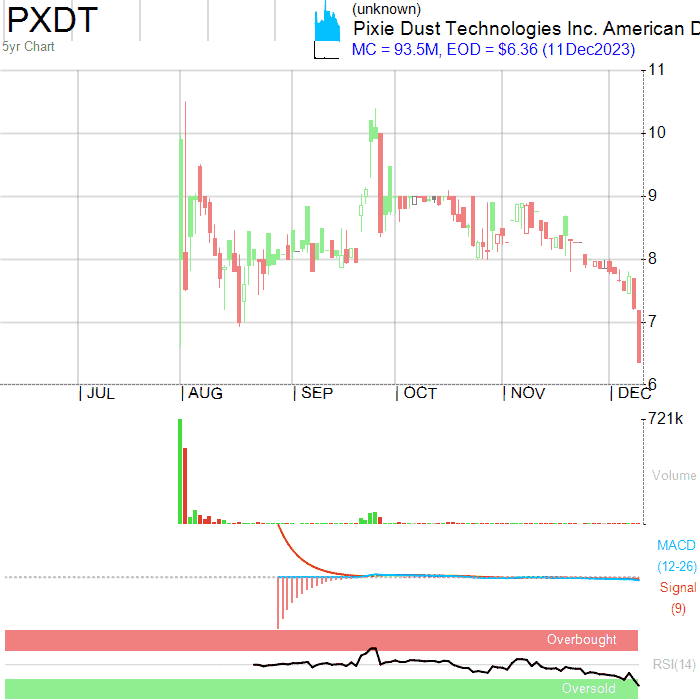 PXDT
5yr Chart
(unknown)
Pixie Dust Technologies Inc. American D
MC = 93.5M, EOD = $6.36 (11Dec2023)
11
10
9
8
7
6
| JUL | AUG | SEP | OCT | NOV | DEC
721k
Volume
MACD
(12-26)
Signal
(9)
Overbought
RSI(14)
Oversold